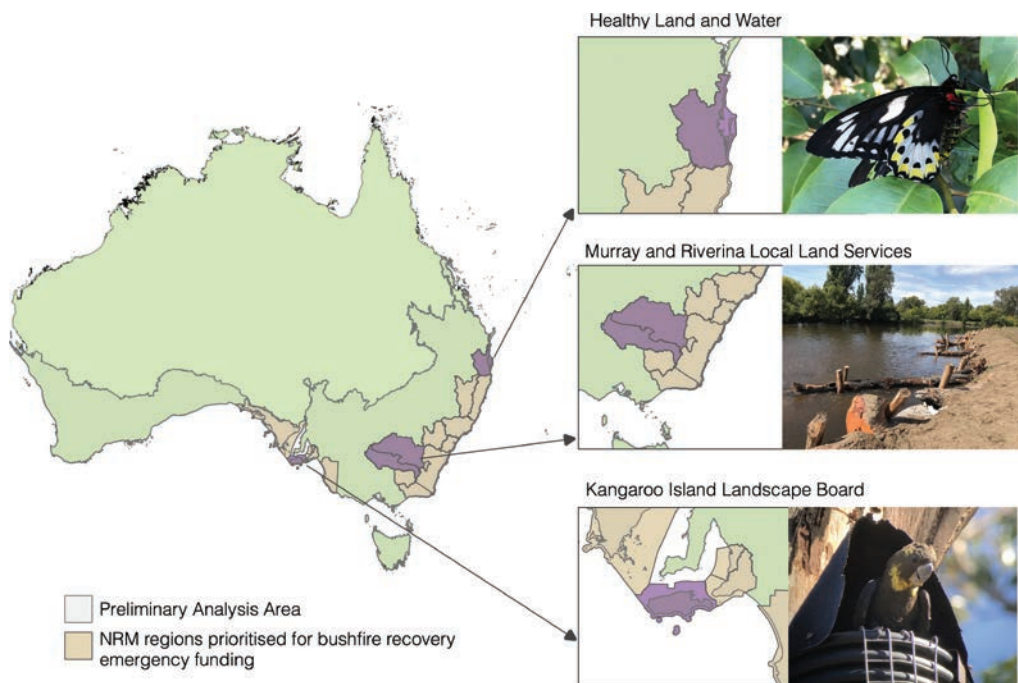 Healthy Land and Water
Murray and Riverina Local Land Services
Kangaroo Island Landscape Board
Preliminary Analysis Area
NRM regions prioritised for bushfire recovery
emergency funding